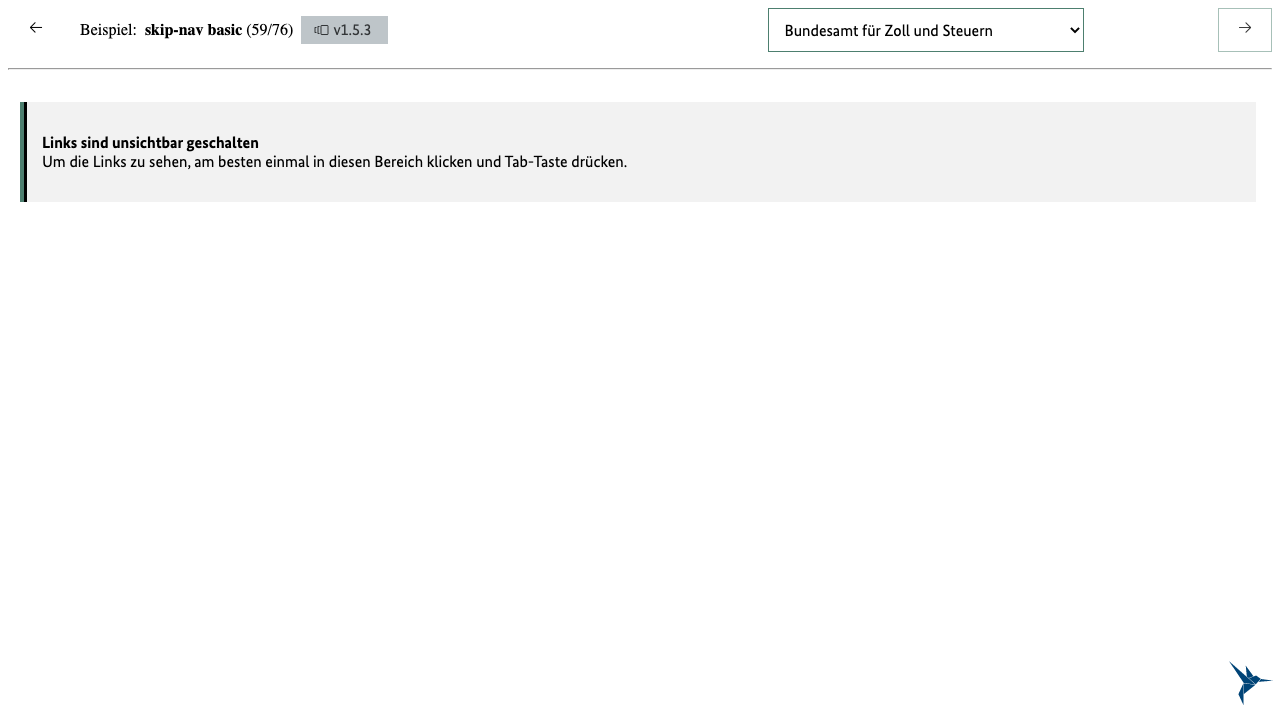 Beispiel: skip-nav basic (59/76) v1.5.3 Bundesamt für Zoll und Steuern
Links sind unsichtbar geschalten
Um die Links zu sehen, am besten einmal in diesen Bereich klicken und Tab-Taste drücken.